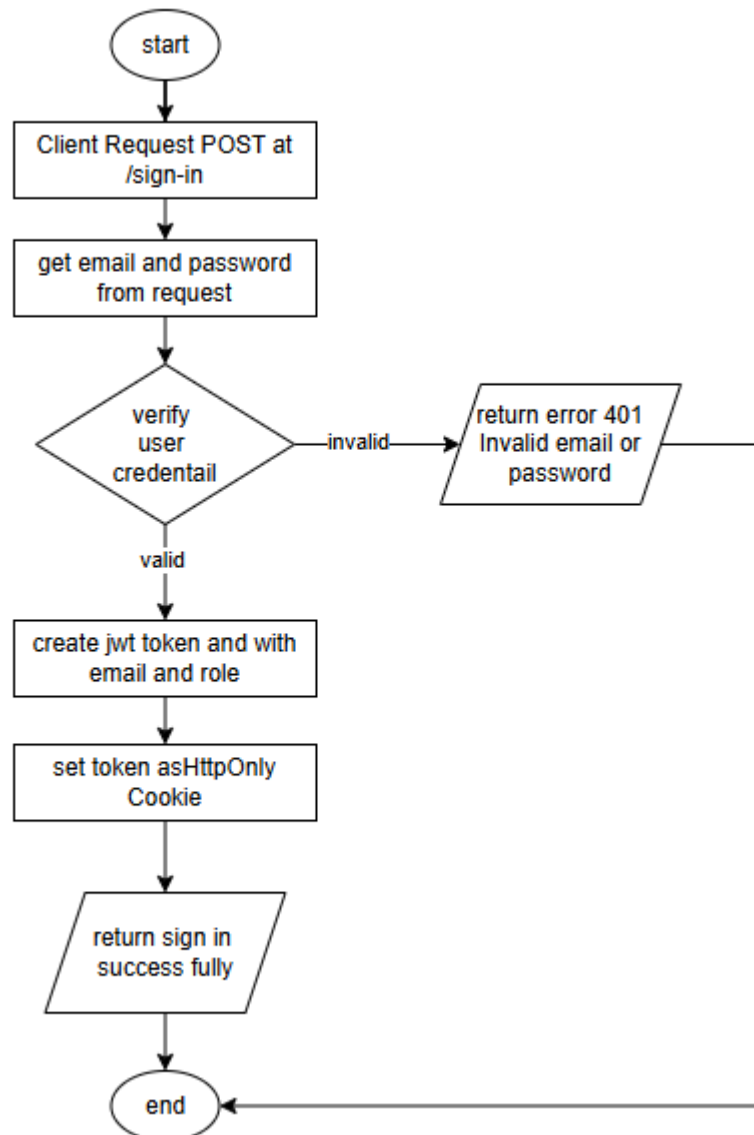 start
Client Request POST at
/sign-in
get email and password
from request
verify
user
credentail
invalid
return error 401
Invalid email or
password
valid
create jwt token and with
email and role
set token asHttpOnly
Cookie
return sign in
success fully
end